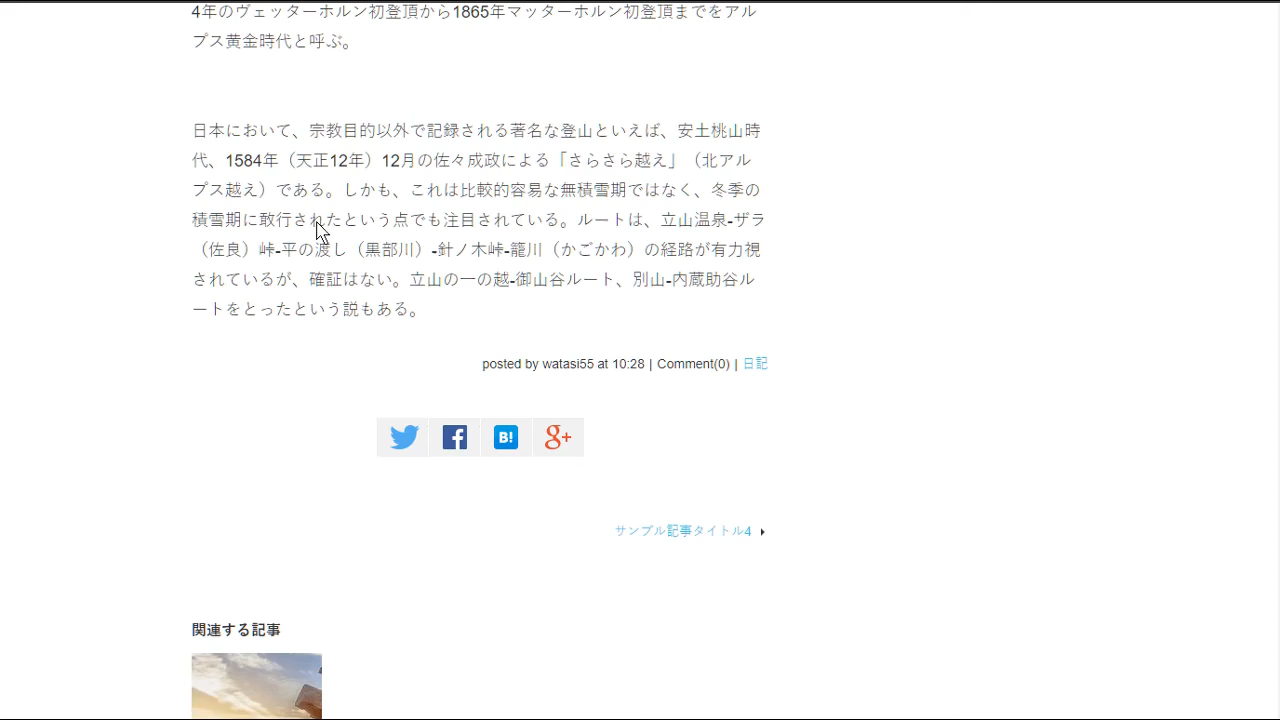 4年のヴェッターホルン初登頂から1865年マッターホルン初登頂までをアル
プス黄金時代と呼ぶ。
日本において、宗教目的以外で記録される著名な登山といえば、安土桃山時
代、1584年（天正12年）12月の佐々成政による「さらさら越え」（北アル
プス越え）である。しかも、これは比較的容易な無積雪期ではなく、冬季の
積雪期に敢行されたという点でも注目されている。ルートは、立山温泉-ザラ
（佐良）峠-平の渡し（黒部川）-針ノ木峠-籠川（かごかわ）の経路が有力視
されているが、確証はない。立山の一の越-御山谷ルート、別山-内蔵助谷ル
ートをとったという説もある。
posted by watasi55 at 10:28 | Comment(0) | 日記
B!
g+
サンプル記事タイトル4
関連する記事